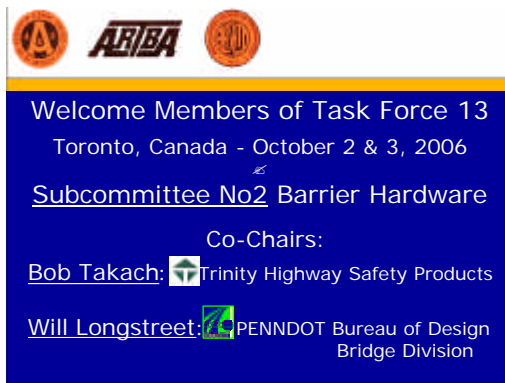 ARTBA
Welcome Members of Task Force 13
Toronto, Canada - October 2 & 3, 2006
Subcommittee No2 Barrier Hardware
Co-Chairs:
Bob Takach: Trinity Highway Safety Products
Will Longstreet: PENNDOT Bureau of Design
Bridge Division